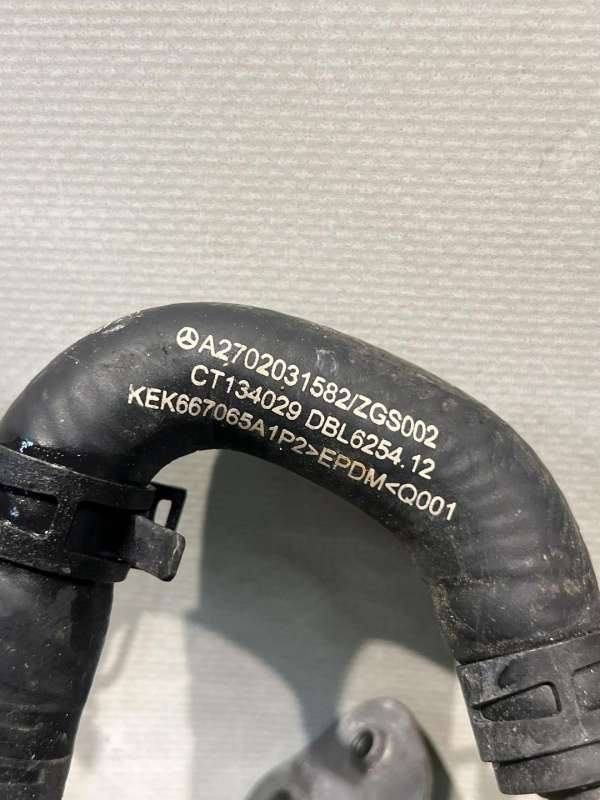 A2702031582/ZGS002
CT134029 DBL6254.12
KEK667065A1P2>EPDM<Q001